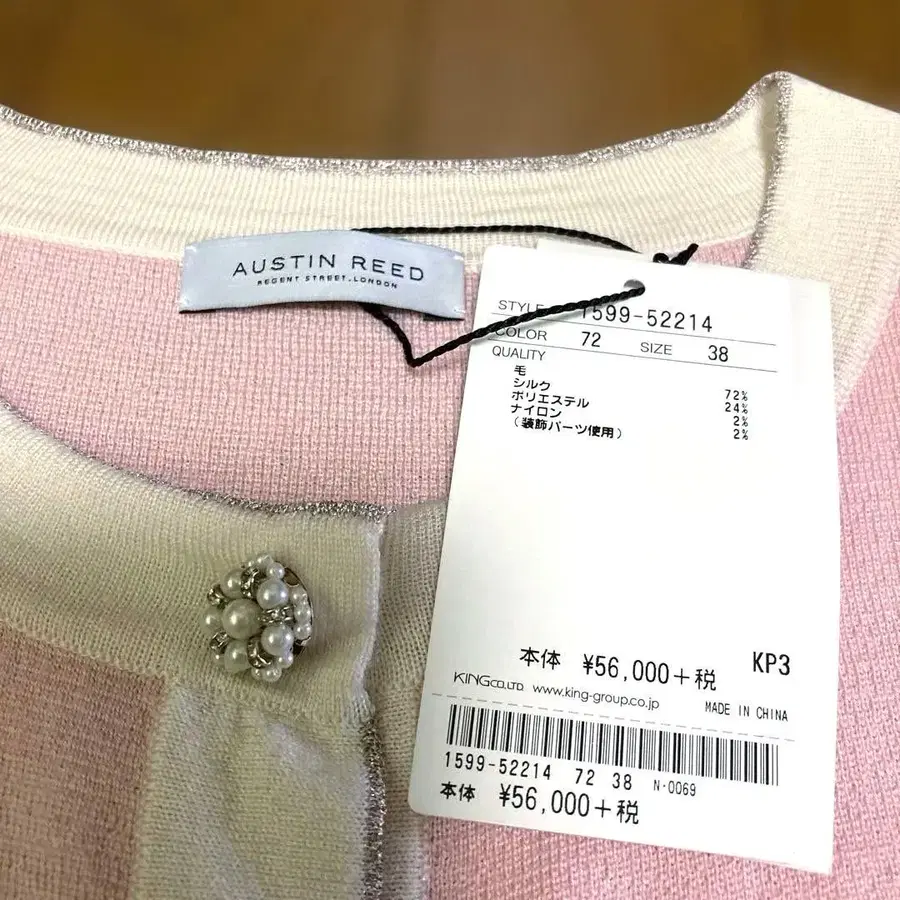 AUSTIN REED
REGENT STREET, LONDON
STYLE 1599-52214
COLOR 72 SIZE 38
QUALITY
毛 72%
シルク 24%
ポリエステル 2%
ナイロン 2%
(装飾パーツ使用)
本体 ¥56,000+税 KP3
KING CO.,LTD. www.king-group.co.jp MADE IN CHINA
1599-52214 72 38 N-0069
本体 ¥56,000+税